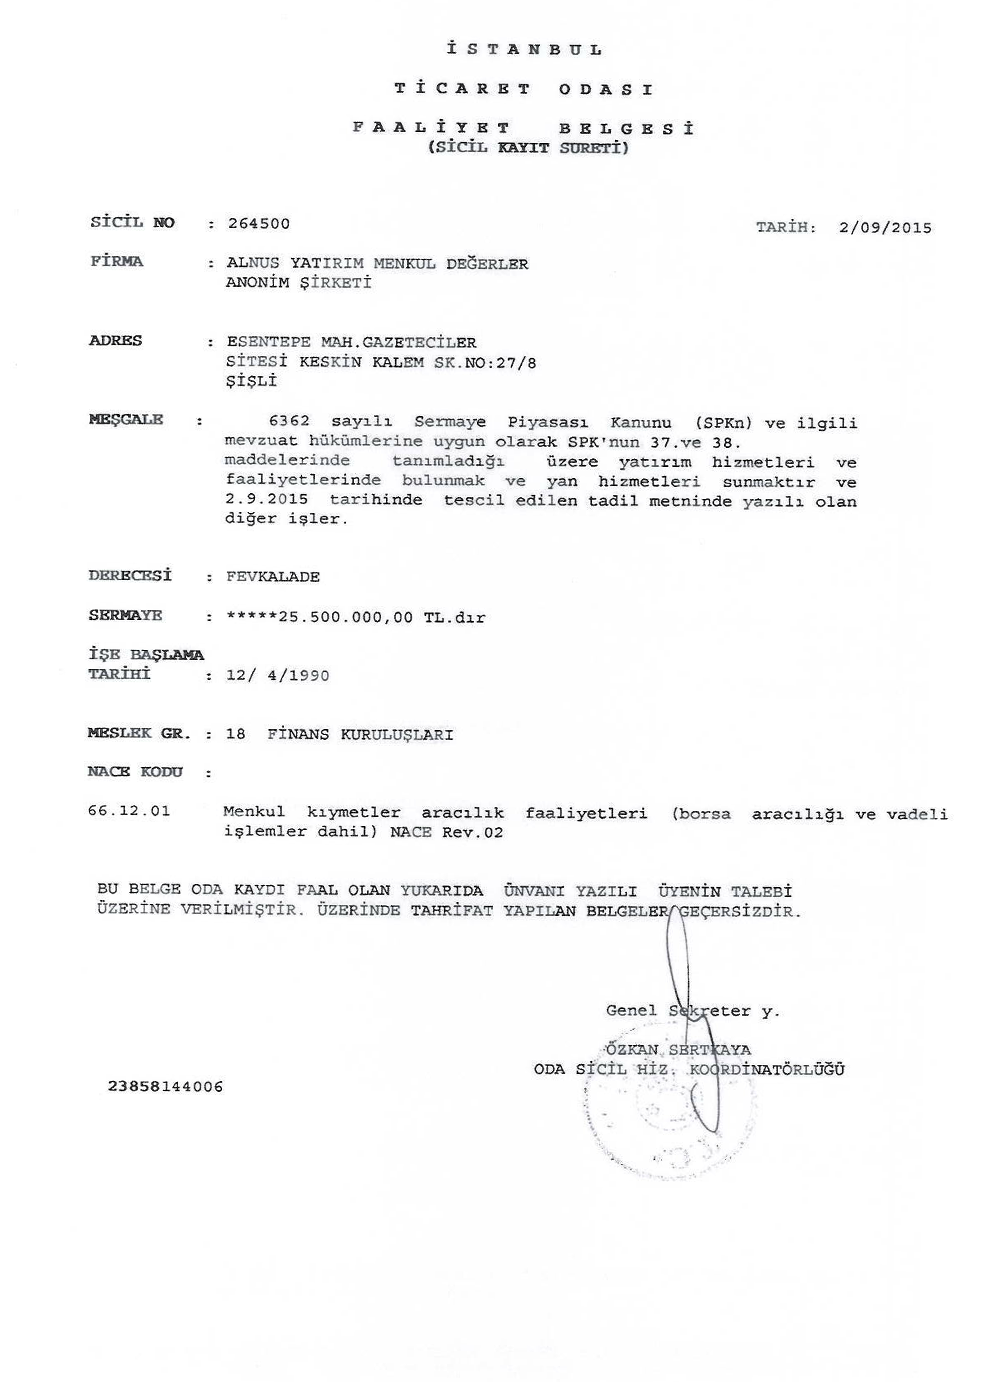 İSTANBUL
TİCARET ODASI
FAALİYET BELGESİ
(SİCİL KAYIT SURETİ)
SİCİL NO : 264500
TARİH: 2/09/2015
FİRMA : ALNUS YATIRIM MENKUL DEĞERLER
ANONİM ŞİRKETİ
ADRES : ESENTEPE MAH.GAZETECİLER
SİTESİ KESKİN KALEM SK.NO:27/8
ŞİŞLİ
MEŞGALE : 6362 sayılı Sermaye Piyasası Kanunu (SPKn) ve ilgili
mevzuat hükümlerine uygun olarak SPK'nun 37.ve 38.
maddelerinde tanımladığı üzere yatırım hizmetleri ve
faaliyetlerinde bulunmak ve yan hizmetleri sunmaktır ve
2.9.2015 tarihinde tescil edilen tadil metninde yazılı olan
diğer işler.
DERECESİ : FEVKALADE
SERMAYE : *****25.500.000,00 TL.dır
İŞE BAŞLAMA
TARİHİ : 12/ 4/1990
MESLEK GR. : 18 FİNANS KURULUŞLARI
NACE KODU :
66.12.01 Menkul kıymetler aracılık faaliyetleri (borsa aracılığı ve vadeli
işlemler dahil) NACE Rev.02
BU BELGE ODA KAYDI FAAL OLAN YUKARIDA ÜNVANI YAZILI ÜYENİN TALEBİ
ÜZERİNE VERİLMİŞTİR. ÜZERİNDE TAHRİFAT YAPILAN BELGELER GEÇERSİZDİR.
Genel Sekreter y.
ÖZKAN SERTKAYA
ODA SİCİL HİZ. KOORDİNATÖRLÜĞÜ
23858144006
T.C.